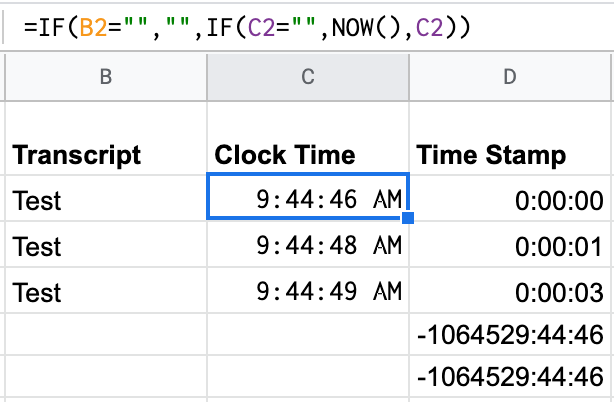 =IF(B2="","",IF(C2="",NOW(),C2))
B C D
Transcript Clock Time Time Stamp
Test 9:44:46 AM 0:00:00
Test 9:44:48 AM 0:00:01
Test 9:44:49 AM 0:00:03
-1064529:44:46
-1064529:44:46